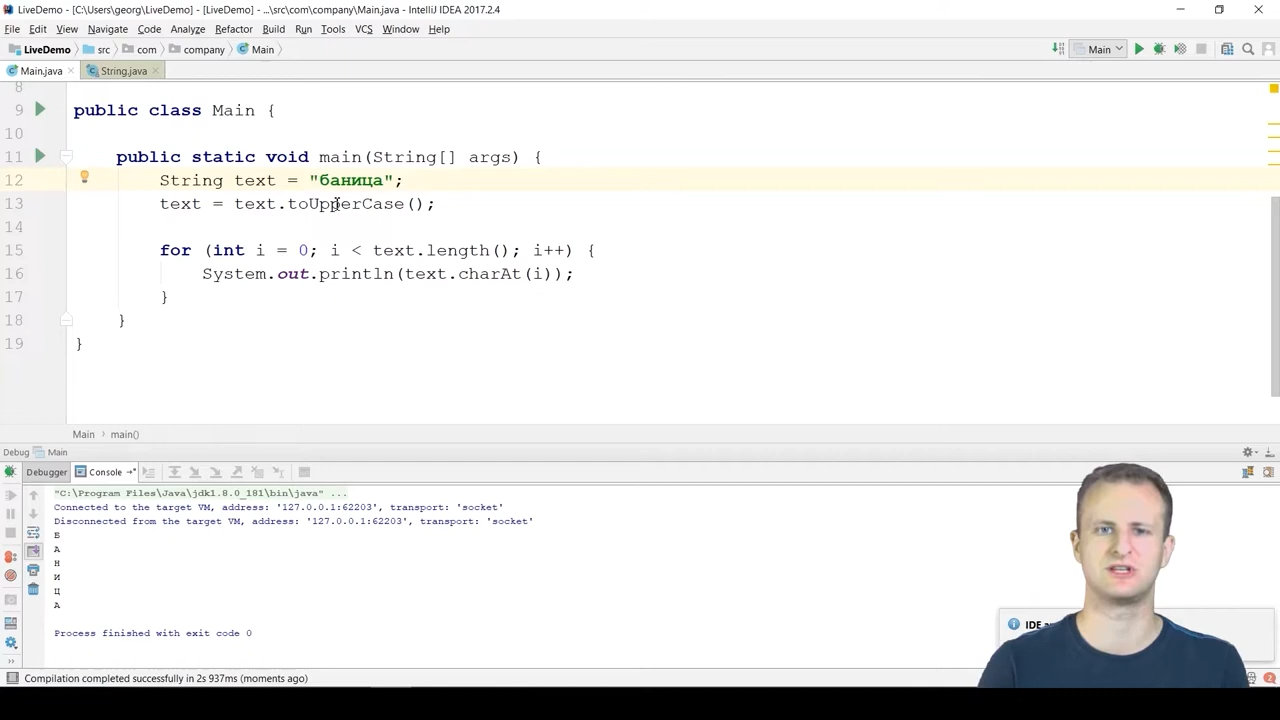 LiveDemo - [C:\Users\georg\LiveDemo] - [LiveDemo] - ...\src\com\company\Main.java - IntelliJ IDEA 2017.2.4
File Edit View Navigate Code Analyze Refactor Build Run Tools VCS Window Help
LiveDemo src com company Main Main
Main.java String.java
8
9 public class Main {
10
11 public static void main(String[] args) {
12 String text = "баница";
13 text = text.toUpperCase();
14
15 for (int i = 0; i < text.length(); i++) {
16 System.out.println(text.charAt(i));
17 }
18 }
19 }
Main › main()
Debug Main
Debugger Console
"C:\Program Files\Java\jdk1.8.0_181\bin\java" ...
Connected to the target VM, address: '127.0.0.1:62203', transport: 'socket'
Disconnected from the target VM, address: '127.0.0.1:62203', transport: 'socket'
Б
А
Н
И
Ц
А
Process finished with exit code 0
IDE
Compilation completed successfully in 2s 937ms (moments ago)
2